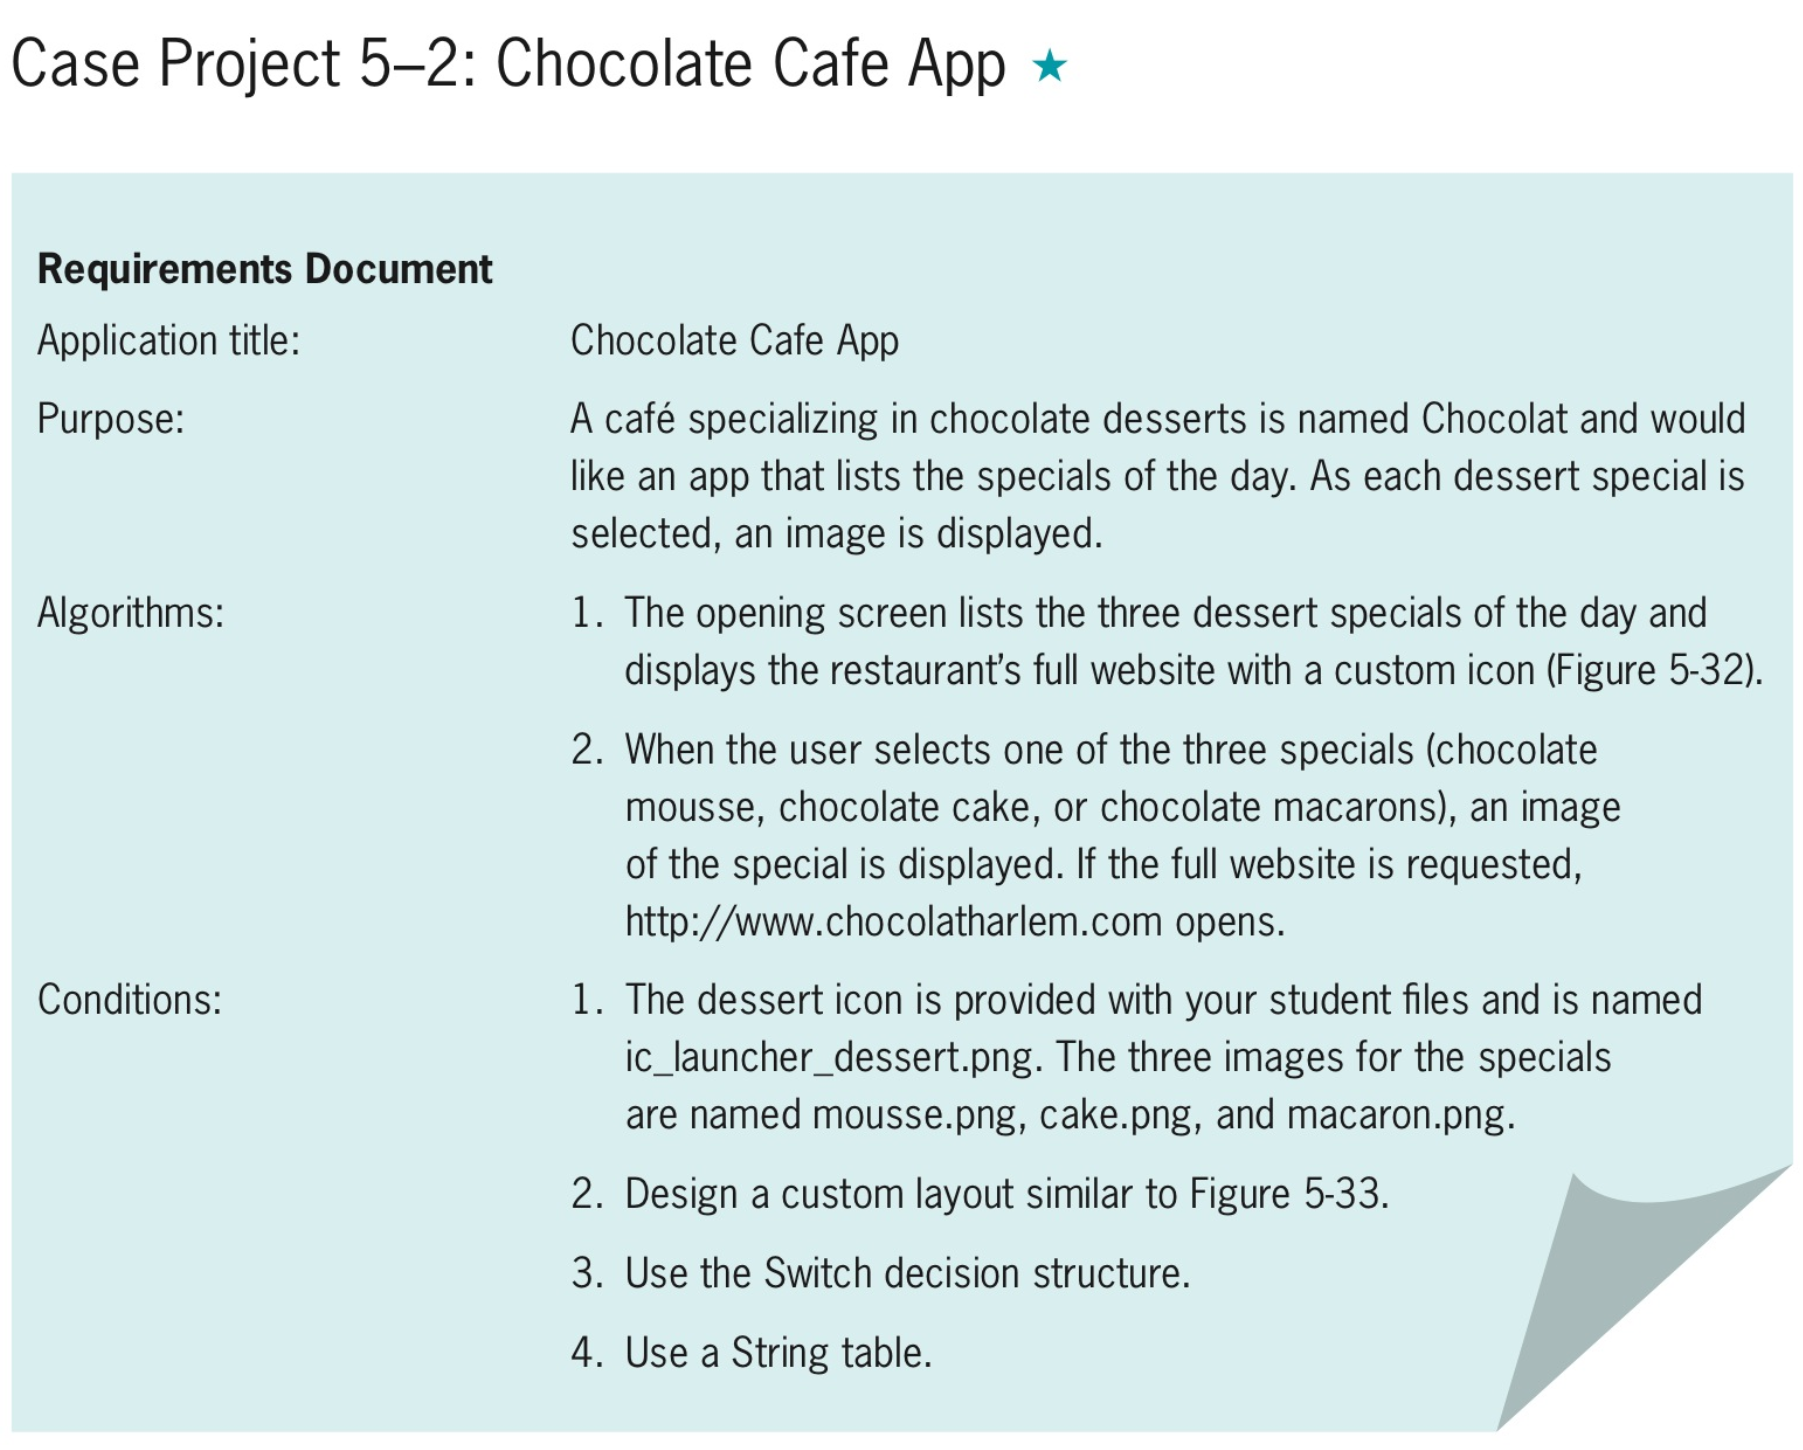 Case Project 5–2: Chocolate Cafe App ★
Requirements Document
Application title: Chocolate Cafe App
Purpose: A café specializing in chocolate desserts is named Chocolat and would
like an app that lists the specials of the day. As each dessert special is
selected, an image is displayed.
Algorithms: 1. The opening screen lists the three dessert specials of the day and
displays the restaurant’s full website with a custom icon (Figure 5-32).
2. When the user selects one of the three specials (chocolate
mousse, chocolate cake, or chocolate macarons), an image
of the special is displayed. If the full website is requested,
http://www.chocolatharlem.com opens.
Conditions: 1. The dessert icon is provided with your student files and is named
ic_launcher_dessert.png. The three images for the specials
are named mousse.png, cake.png, and macaron.png.
2. Design a custom layout similar to Figure 5-33.
3. Use the Switch decision structure.
4. Use a String table.